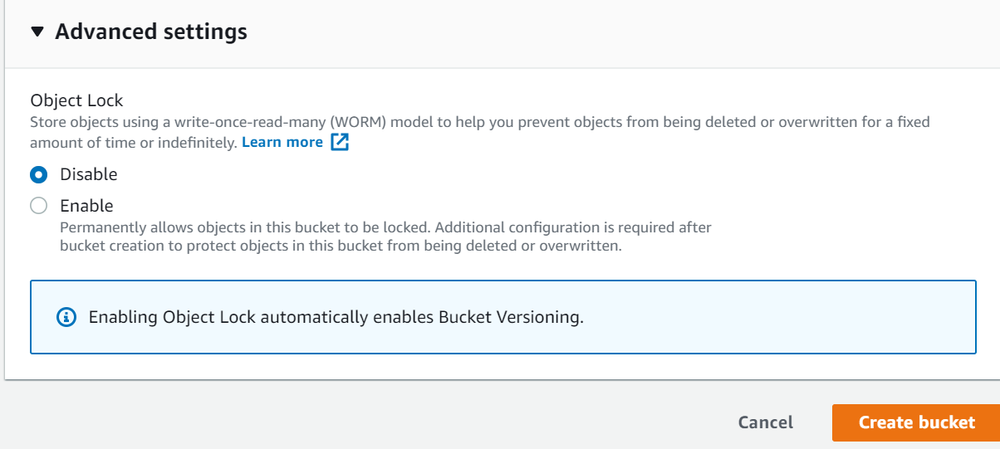 Advanced settings
Object Lock
Store objects using a write-once-read-many (WORM) model to help you prevent objects from being deleted or overwritten for a fixed
amount of time or indefinitely. Learn more
Disable
Enable
Permanently allows objects in this bucket to be locked. Additional configuration is required after
bucket creation to protect objects in this bucket from being deleted or overwritten.
Enabling Object Lock automatically enables Bucket Versioning.
Cancel Create bucket